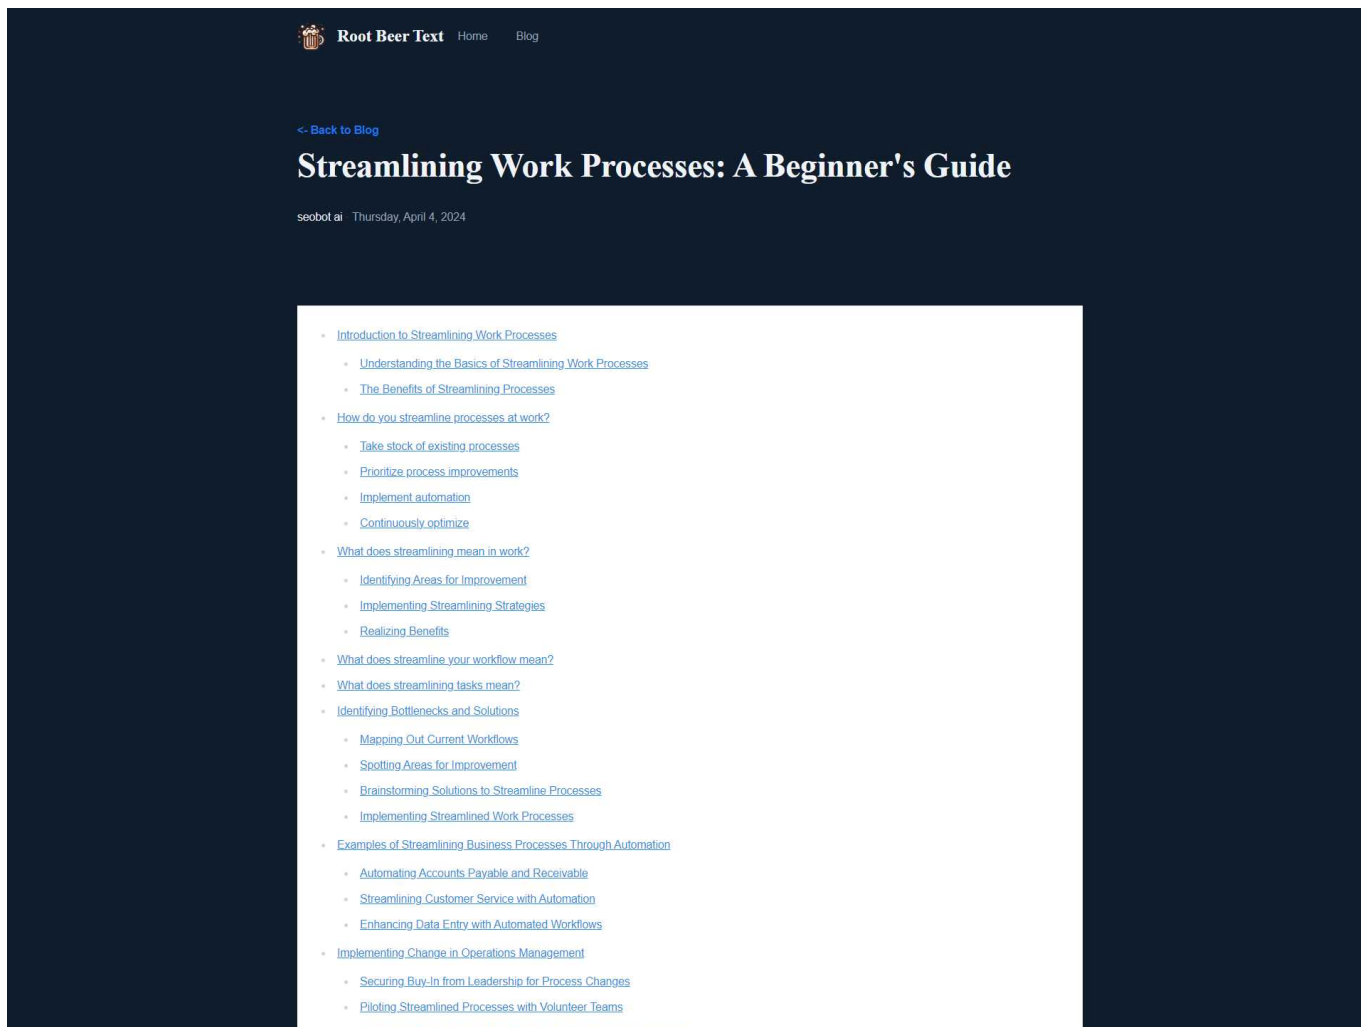 Root Beer Text Home Blog
<- Back to Blog
Streamlining Work Processes: A Beginner's Guide
seobot ai Thursday, April 4, 2024
Introduction to Streamlining Work Processes
Understanding the Basics of Streamlining Work Processes
The Benefits of Streamlining Processes
How do you streamline processes at work?
Take stock of existing processes
Prioritize process improvements
Implement automation
Continuously optimize
What does streamlining mean in work?
Identifying Areas for Improvement
Implementing Streamlining Strategies
Realizing Benefits
What does streamline your workflow mean?
What does streamlining tasks mean?
Identifying Bottlenecks and Solutions
Mapping Out Current Workflows
Spotting Areas for Improvement
Brainstorming Solutions to Streamline Processes
Implementing Streamlined Work Processes
Examples of Streamlining Business Processes Through Automation
Automating Accounts Payable and Receivable
Streamlining Customer Service with Automation
Enhancing Data Entry with Automated Workflows
Implementing Change in Operations Management
Securing Buy-In from Leadership for Process Changes
Piloting Streamlined Processes with Volunteer Teams